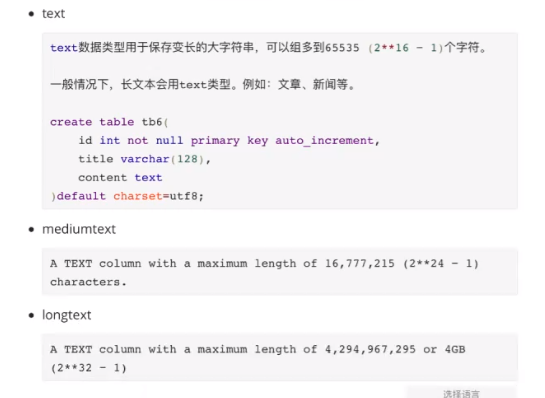 text
text数据类型用于保存变长的大字符串，可以组多到65535 (2**16 - 1)个字符。
一般情况下，长文本会用text类型。例如：文章、新闻等。
create table tb6(
    id int not null primary key auto_increment,
    title varchar(128),
    content text
)default charset=utf8;
mediumtext
A TEXT column with a maximum length of 16,777,215 (2**24 - 1)
characters.
longtext
A TEXT column with a maximum length of 4,294,967,295 or 4GB
(2**32 - 1)
选择语言